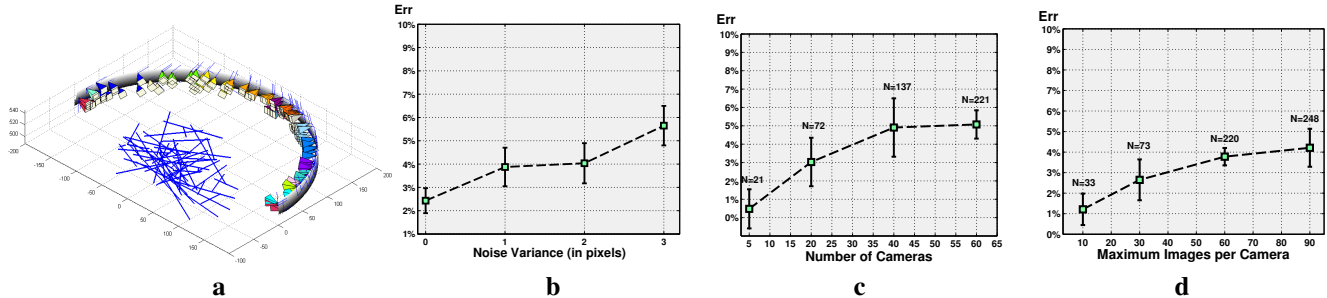 540
520
500
-200
-150
-100
-50
0
50
100
150
-100
-50
0
50
100
150
200
a
Err
10%
9%
8%
7%
6%
5%
4%
3%
2%
1%
0 1 2 3
Noise Variance (in pixels)
b
Err
10%
9%
8%
7%
6%
5%
4%
3%
2%
1%
0%
N=21
N=72
N=137
N=221
5 10 15 20 25 30 35 40 45 50 55 60 65
Number of Cameras
c
Err
10%
9%
8%
7%
6%
5%
4%
3%
2%
1%
0%
N=33
N=73
N=220
N=248
10 20 30 40 50 60 70 80 90
Maximum Images per Camera
d